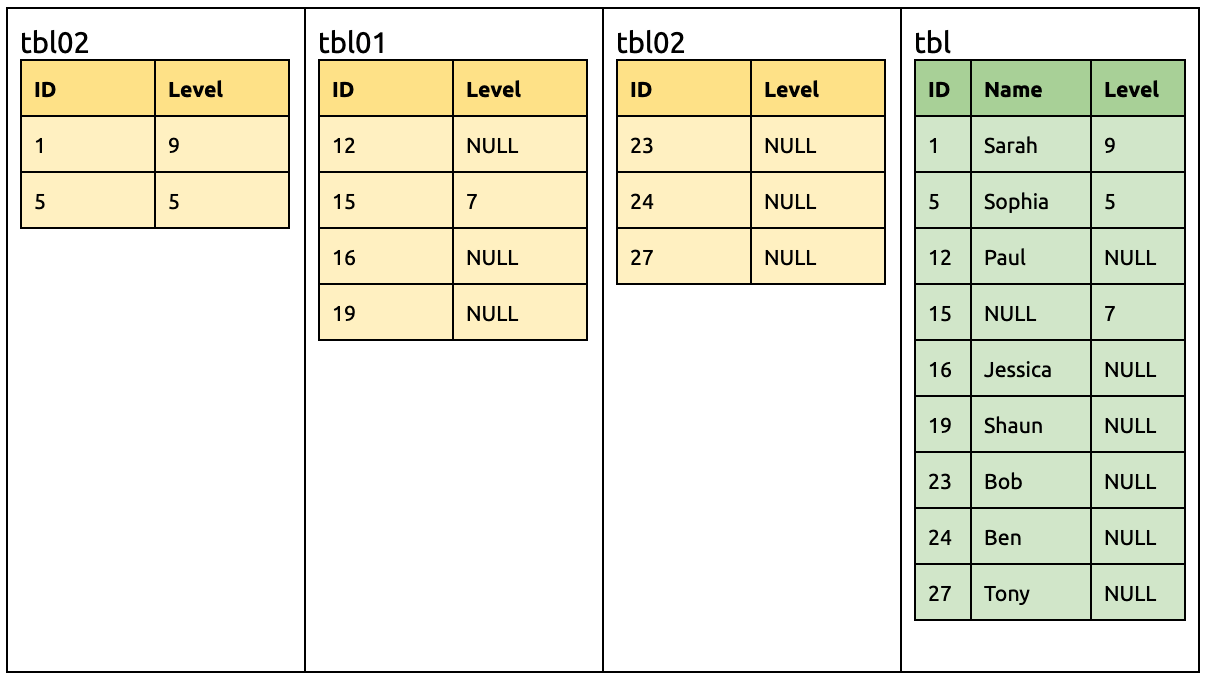 tbl02
ID Level
1 9
5 5
tbl01
ID Level
12 NULL
15 7
16 NULL
19 NULL
tbl02
ID Level
23 NULL
24 NULL
27 NULL
tbl
ID Name Level
1 Sarah 9
5 Sophia 5
12 Paul NULL
15 NULL 7
16 Jessica NULL
19 Shaun NULL
23 Bob NULL
24 Ben NULL
27 Tony NULL